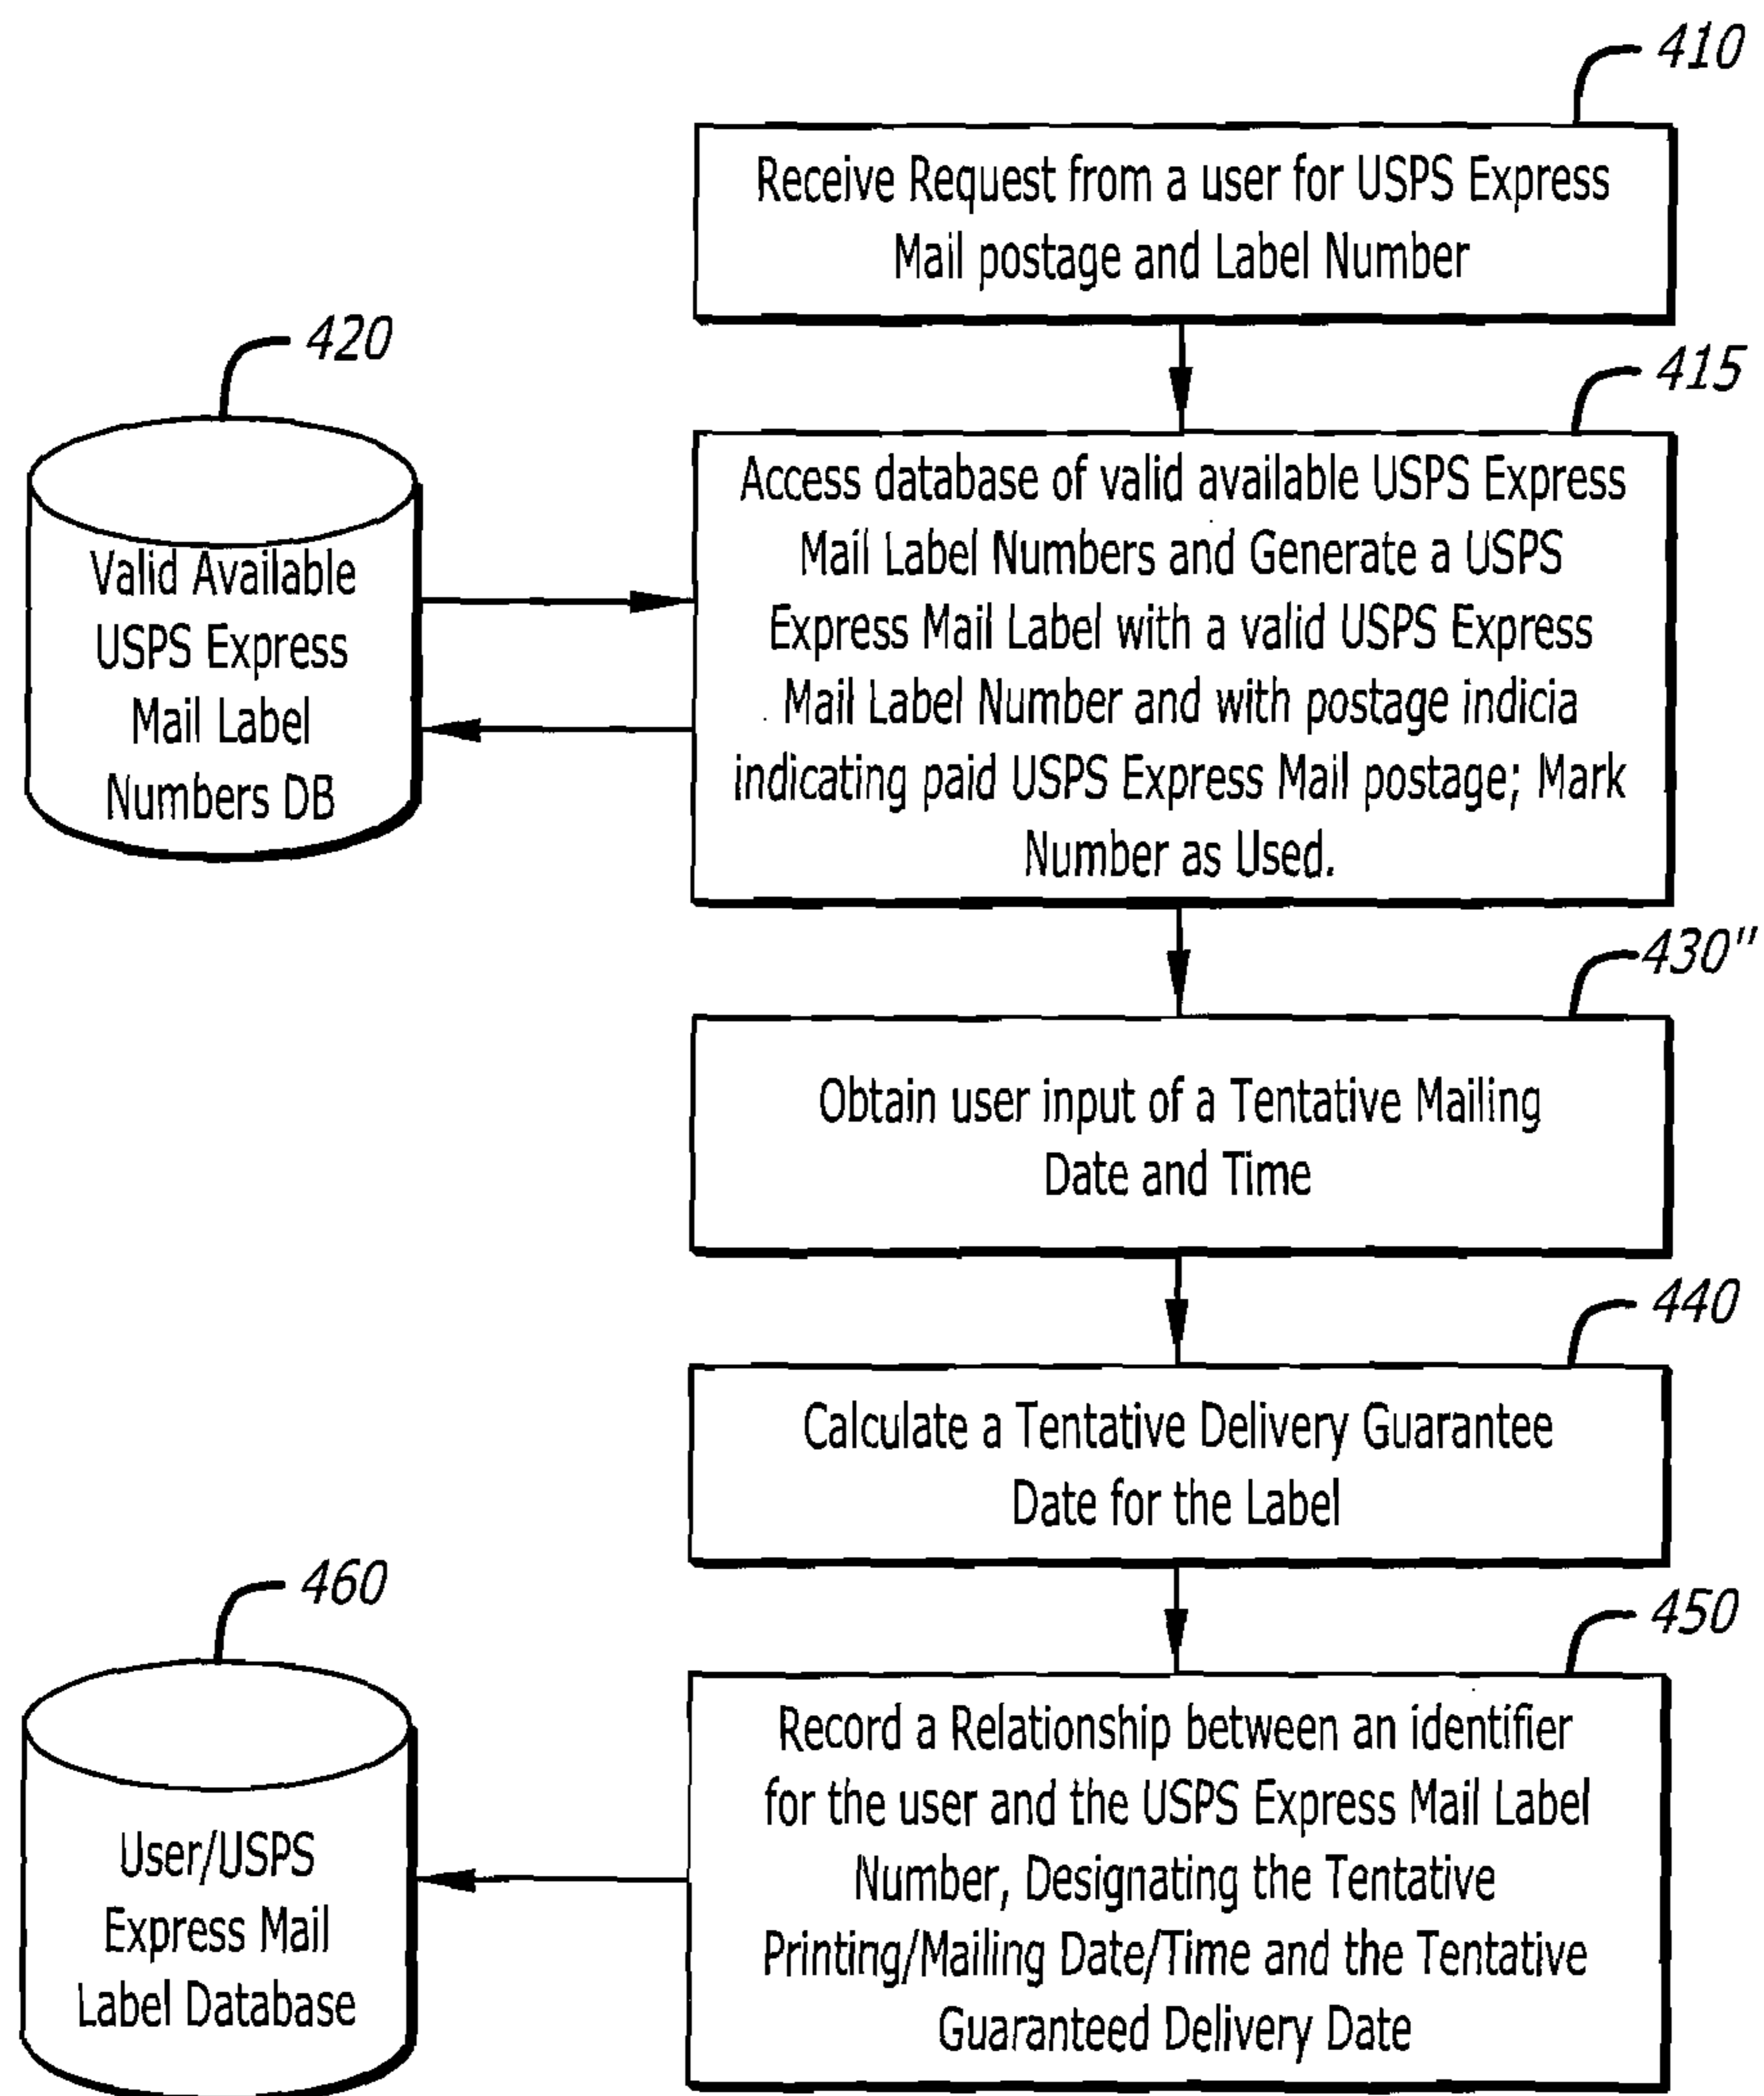 410
Receive Request from a user for USPS Express
Mail postage and Label Number
420
415
Valid Available
USPS Express
Mail Label
Numbers DB
Access database of valid available USPS Express
Mail Label Numbers and Generate a USPS
Express Mail Label with a valid USPS Express
Mail Label Number and with postage indicia
indicating paid USPS Express Mail postage; Mark
Number as Used.
430"
Obtain user input of a Tentative Mailing
Date and Time
440
Calculate a Tentative Delivery Guarantee
Date for the Label
460
450
User/USPS
Express Mail
Label Database
Record a Relationship between an identifier
for the user and the USPS Express Mail Label
Number, Designating the Tentative
Printing/Mailing Date/Time and the Tentative
Guaranteed Delivery Date